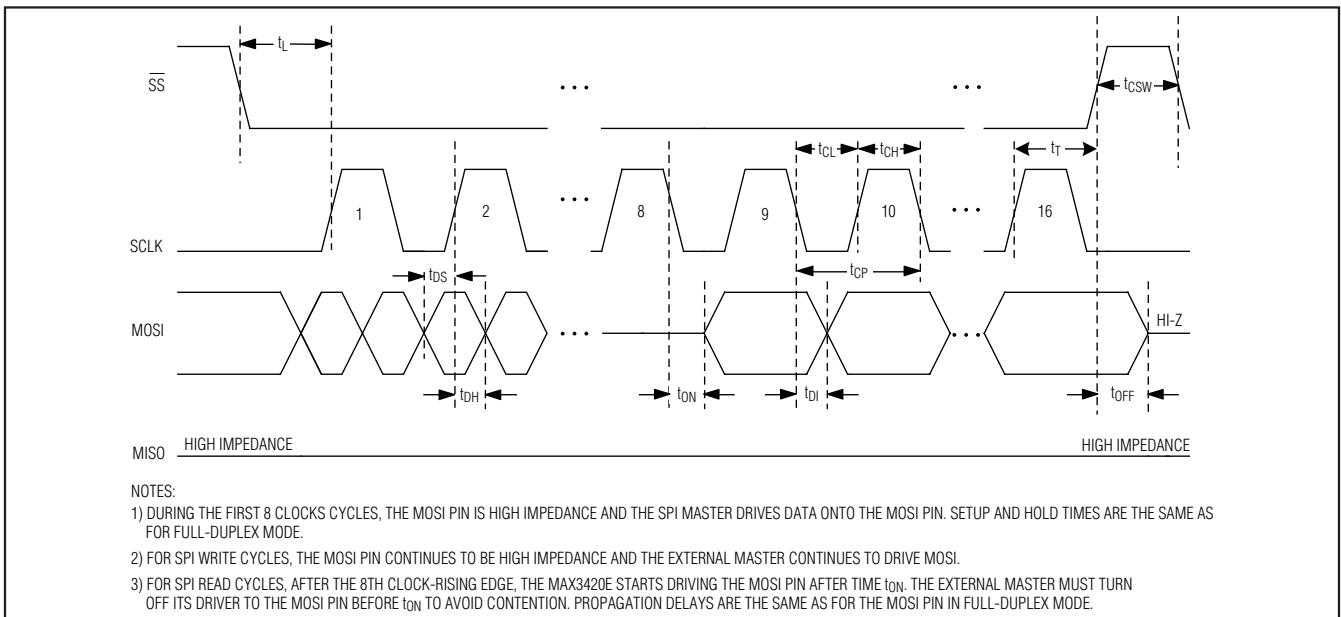 tL
SS
tCSW
tCL
tCH
tT
1
2
8
9
10
16
SCLK
tDS
tCP
MOSI
HI-Z
tDH
tON
tDI
tOFF
MISO
HIGH IMPEDANCE
HIGH IMPEDANCE
NOTES:
1) DURING THE FIRST 8 CLOCKS CYCLES, THE MOSI PIN IS HIGH IMPEDANCE AND THE SPI MASTER DRIVES DATA ONTO THE MOSI PIN. SETUP AND HOLD TIMES ARE THE SAME AS
FOR FULL-DUPLEX MODE.
2) FOR SPI WRITE CYCLES, THE MOSI PIN CONTINUES TO BE HIGH IMPEDANCE AND THE EXTERNAL MASTER CONTINUES TO DRIVE MOSI.
3) FOR SPI READ CYCLES, AFTER THE 8TH CLOCK-RISING EDGE, THE MAX3420E STARTS DRIVING THE MOSI PIN AFTER TIME tON. THE EXTERNAL MASTER MUST TURN
OFF ITS DRIVER TO THE MOSI PIN BEFORE tON TO AVOID CONTENTION. PROPAGATION DELAYS ARE THE SAME AS FOR THE MOSI PIN IN FULL-DUPLEX MODE.